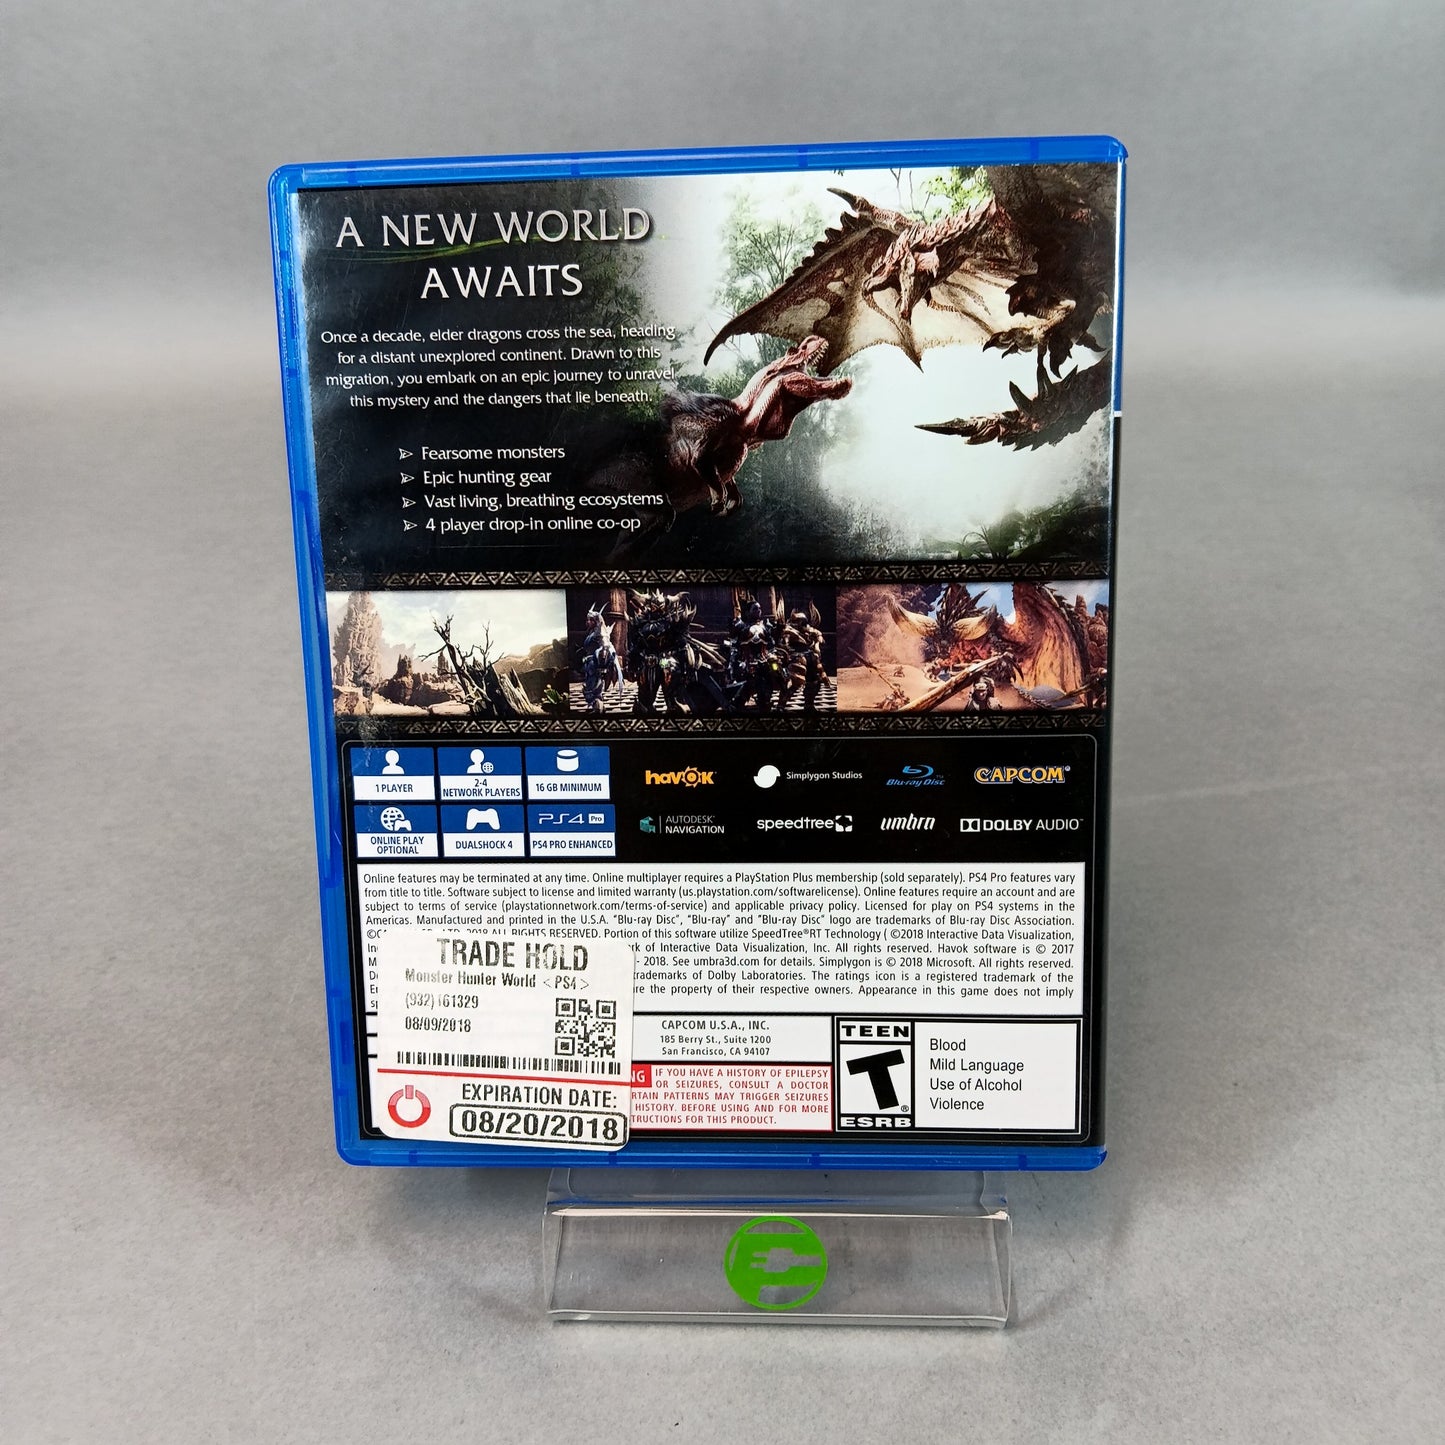 A NEW WORLD
AWAITS
Once a decade, elder dragons cross the sea, heading
for a distant unexplored continent. Drawn to this
migration, you embark on an epic journey to unravel
this mystery and the dangers that lie beneath.
Fearsome monsters
Epic hunting gear
Vast living, breathing ecosystems
4 player drop-in online co-op
1 PLAYER
2-4
NETWORK PLAYERS
16 GB MINIMUM
ONLINE PLAY
OPTIONAL
DUALSHOCK 4
PS4 Pro
PS4 PRO ENHANCED
havok
Simplygon Studios
Blu-ray Disc™
CAPCOM®
AUTODESK®
NAVIGATION
speedtree
umbra
DOLBY AUDIO™
Online features may be terminated at any time. Online multiplayer requires a PlayStation Plus membership (sold separately). PS4 Pro features vary
from title to title. Software subject to license and limited warranty (us.playstation.com/softwarelicense). Online features require an account and are
subject to terms of service (playstationnetwork.com/terms-of-service) and applicable privacy policy. Licensed for play on PS4 systems in the
Americas. Manufactured and printed in the U.S.A. "Blu-ray Disc", "Blu-ray" and "Blu-ray Disc" logo are trademarks of Blu-ray Disc Association.
2018 ALL RIGHTS RESERVED. Portion of this software utilize SpeedTree®RT Technology ( ©2018 Interactive Data Visualization,
of Interactive Data Visualization, Inc. All rights reserved. Havok software is © 2017
- 2018. See umbra3d.com for details. Simplygon is © 2018 Microsoft. All rights reserved.
trademarks of Dolby Laboratories. The ratings icon is a registered trademark of the
are the property of their respective owners. Appearance in this game does not imply
TRADE HOLD
Monster Hunter World <PS4>
(932)161329
08/09/2018
EXPIRATION DATE:
08/20/2018
CAPCOM U.S.A., INC.
185 Berry St., Suite 1200
San Francisco, CA 94107
IF YOU HAVE A HISTORY OF EPILEPSY
OR SEIZURES, CONSULT A DOCTOR
PATTERNS MAY TRIGGER SEIZURES
HISTORY. BEFORE USING AND FOR MORE
FOR THIS PRODUCT.
TEEN
T®
ESRB
Blood
Mild Language
Use of Alcohol
Violence